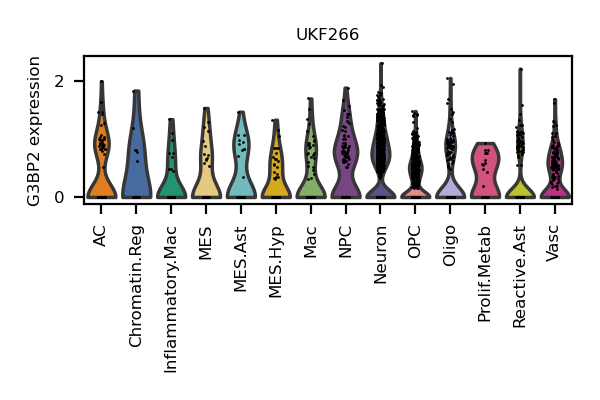 UKF266
G3BP2 expression
2
0
AC
Chromatin.Reg
Inflammatory.Mac
MES
MES.Ast
MES.Hyp
Mac
NPC
Neuron
OPC
Oligo
Prolif.Metab
Reactive.Ast
Vasc